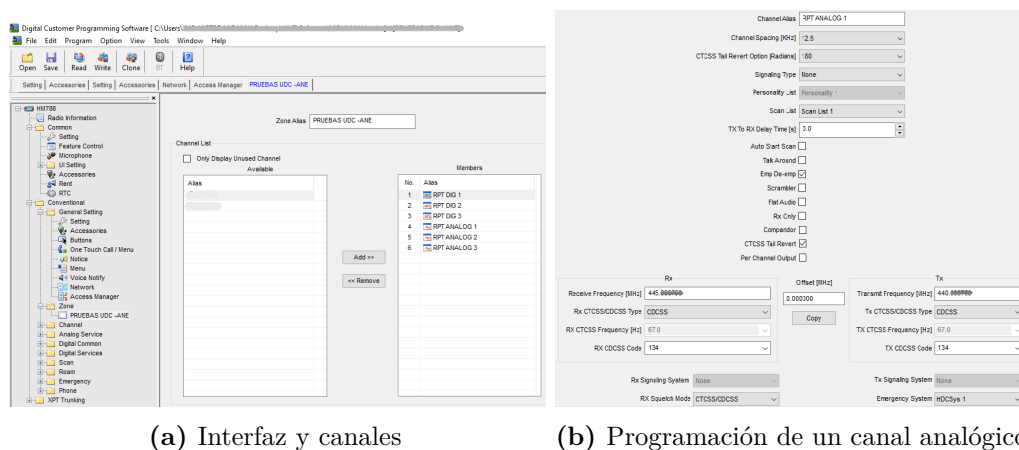 Digital Customer Programming Software [ C:\Users\
File Edit Program Option View Tools Window Help
Open Save Read Write Clone BT Help
Setting Accessories Setting Accessories Network Access Manager PRUEBAS UDC -ANE
HM786
Radio Information
Common
Setting
Feature Control
Microphone
UI Setting
Accessories
Rent
RTC
Conventional
General Setting
Setting
Accessories
Buttons
One Touch Call / Menu
Notice
Menu
Voice Notify
Network
Access Manager
Zone
PRUEBAS UDC -ANE
Channel
Analog Service
Digital Common
Digital Services
Scan
Roam
Emergency
Phone
XPT Trunking
Zone Alias PRUEBAS UDC -ANE
Channel List
Only Display Unused Channel
Available
Alias
Add >>
<< Remove
Members
No. Alias
1 RPT DIG 1
2 RPT DIG 2
3 RPT DIG 3
4 RPT ANALOG 1
5 RPT ANALOG 2
6 RPT ANALOG 3
(a) Interfaz y canales
Channel Alias RPT ANALOG 1
Channel Spacing [KHz] 12.5
CTCSS Tail Revert Option [Radians] 180
Signaling Type None
Personality List Personality 1
Scan List Scan List 1
TX To RX Delay Time [s] 3.0
Auto Start Scan
Talk Around
Emp De-emp
Scrambler
Flat Audio
Rx Only
Compandor
CTCSS Tail Revert
Per Channel Output
Rx
Receive Frequency [MHz] 445.
Rx CTCSS/CDCSS Type CDCSS
RX CTCSS Frequency [Hz] 67.0
RX CDCSS Code 134
Offset [MHz]
0.000000
Copy
Tx
Transmit Frequency [MHz] 440.
Tx CTCSS/CDCSS Type CDCSS
TX CTCSS Frequency [Hz] 67.0
TX CDCSS Code 134
Rx Signaling System None
Tx Signaling System None
RX Squelch Mode CTCSS/CDCSS
Emergency System HDCSys 1
(b) Programación de un canal analógico